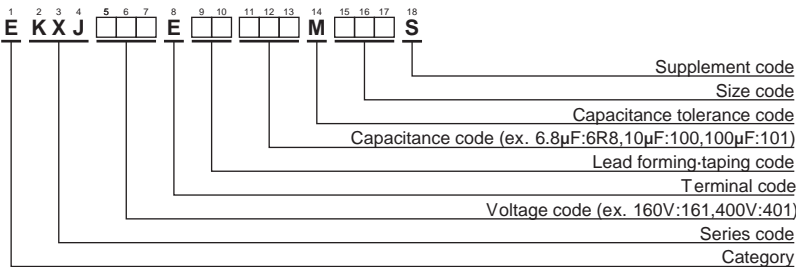 1 2 3 4 5 6 7 8 9 10 11 12 13 14 15 16 17 18
E K X J □□□ E □□ □□□ M □□□ S
Supplement code
Size code
Capacitance tolerance code
Capacitance code (ex. 6.8µF:6R8,10µF:100,100µF:101)
Lead forming·taping code
Terminal code
Voltage code (ex. 160V:161,400V:401)
Series code
Category